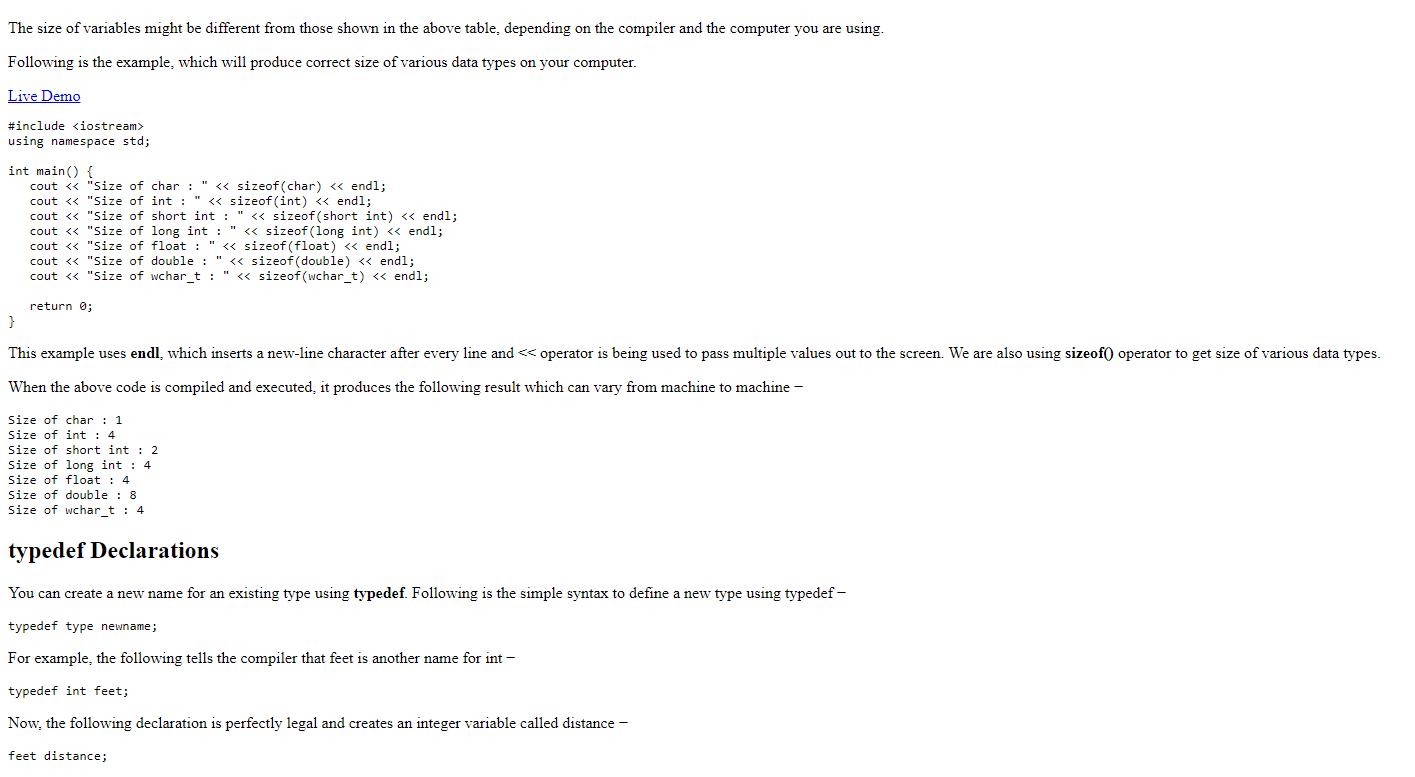 The size of variables might be different from those shown in the above table, depending on the compiler and the computer you are using.
Following is the example, which will produce correct size of various data types on your computer.
Live Demo
#include <iostream>
using namespace std;
int main() {
   cout << "Size of char : " << sizeof(char) << endl;
   cout << "Size of int : " << sizeof(int) << endl;
   cout << "Size of short int : " << sizeof(short int) << endl;
   cout << "Size of long int : " << sizeof(long int) << endl;
   cout << "Size of float : " << sizeof(float) << endl;
   cout << "Size of double : " << sizeof(double) << endl;
   cout << "Size of wchar_t : " << sizeof(wchar_t) << endl;
   return 0;
}
This example uses endl, which inserts a new-line character after every line and << operator is being used to pass multiple values out to the screen. We are also using sizeof() operator to get size of various data types.
When the above code is compiled and executed, it produces the following result which can vary from machine to machine −
Size of char : 1
Size of int : 4
Size of short int : 2
Size of long int : 4
Size of float : 4
Size of double : 8
Size of wchar_t : 4
typedef Declarations
You can create a new name for an existing type using typedef. Following is the simple syntax to define a new type using typedef −
typedef type newname;
For example, the following tells the compiler that feet is another name for int −
typedef int feet;
Now, the following declaration is perfectly legal and creates an integer variable called distance −
feet distance;